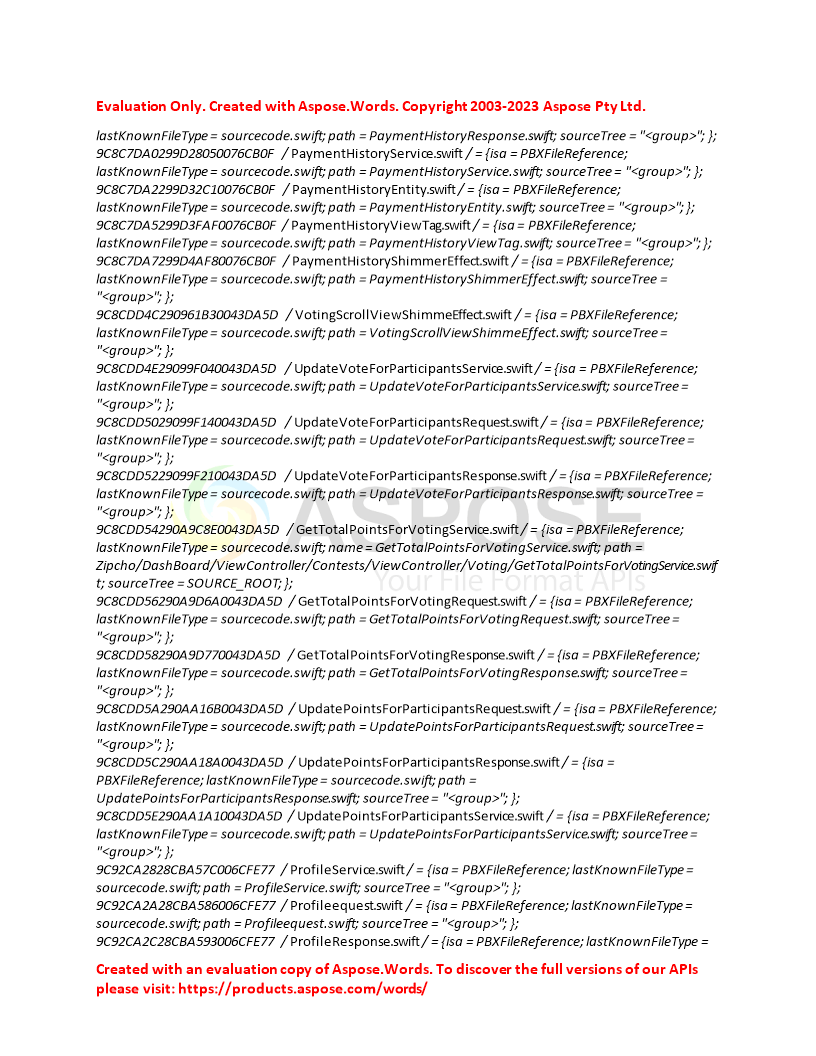 Evaluation Only. Created with Aspose.Words. Copyright 2003-2023 Aspose Pty Ltd.
lastKnownFileType = sourcecode.swift; path = PaymentHistoryResponse.swift; sourceTree = "<group>"; };
9C8C7DA0299D28050076CB0F / PaymentHistoryService.swift / = {isa = PBXFileReference;
lastKnownFileType = sourcecode.swift; path = PaymentHistoryService.swift; sourceTree = "<group>"; };
9C8C7DA2299D32C10076CB0F / PaymentHistoryEntity.swift / = {isa = PBXFileReference;
lastKnownFileType = sourcecode.swift; path = PaymentHistoryEntity.swift; sourceTree = "<group>"; };
9C8C7DA5299D3FAF0076CB0F / PaymentHistoryViewTag.swift / = {isa = PBXFileReference;
lastKnownFileType = sourcecode.swift; path = PaymentHistoryViewTag.swift; sourceTree = "<group>"; };
9C8C7DA7299D4AF80076CB0F / PaymentHistoryShimmerEffect.swift / = {isa = PBXFileReference;
lastKnownFileType = sourcecode.swift; path = PaymentHistoryShimmerEffect.swift; sourceTree =
"<group>"; };
9C8CDD4C290961B30043DA5D / VotingScrollViewShimmeEffect.swift / = {isa = PBXFileReference;
lastKnownFileType = sourcecode.swift; path = VotingScrollViewShimmeEffect.swift; sourceTree =
"<group>"; };
9C8CDD4E29099F040043DA5D / UpdateVoteForParticipantsService.swift / = {isa = PBXFileReference;
lastKnownFileType = sourcecode.swift; path = UpdateVoteForParticipantsService.swift; sourceTree =
"<group>"; };
9C8CDD5029099F140043DA5D / UpdateVoteForParticipantsRequest.swift / = {isa = PBXFileReference;
lastKnownFileType = sourcecode.swift; path = UpdateVoteForParticipantsRequest.swift; sourceTree =
"<group>"; };
9C8CDD5229099F210043DA5D / UpdateVoteForParticipantsResponse.swift / = {isa = PBXFileReference;
lastKnownFileType = sourcecode.swift; path = UpdateVoteForParticipantsResponse.swift; sourceTree =
"<group>"; };
9C8CDD54290A9C8E0043DA5D / GetTotalPointsForVotingService.swift / = {isa = PBXFileReference;
lastKnownFileType = sourcecode.swift; name = GetTotalPointsForVotingService.swift; path =
Zipcho/DashBoard/ViewController/Contests/ViewController/Voting/GetTotalPointsForVotingService.swif
t; sourceTree = SOURCE_ROOT; };
9C8CDD56290A9D6A0043DA5D / GetTotalPointsForVotingRequest.swift / = {isa = PBXFileReference;
lastKnownFileType = sourcecode.swift; path = GetTotalPointsForVotingRequest.swift; sourceTree =
"<group>"; };
9C8CDD58290A9D770043DA5D / GetTotalPointsForVotingResponse.swift / = {isa = PBXFileReference;
lastKnownFileType = sourcecode.swift; path = GetTotalPointsForVotingResponse.swift; sourceTree =
"<group>"; };
9C8CDD5A290AA16B0043DA5D / UpdatePointsForParticipantsRequest.swift / = {isa = PBXFileReference;
lastKnownFileType = sourcecode.swift; path = UpdatePointsForParticipantsRequest.swift; sourceTree =
"<group>"; };
9C8CDD5C290AA18A0043DA5D / UpdatePointsForParticipantsResponse.swift / = {isa =
PBXFileReference; lastKnownFileType = sourcecode.swift; path =
UpdatePointsForParticipantsResponse.swift; sourceTree = "<group>"; };
9C8CDD5E290AA1A10043DA5D / UpdatePointsForParticipantsService.swift / = {isa = PBXFileReference;
lastKnownFileType = sourcecode.swift; path = UpdatePointsForParticipantsService.swift; sourceTree =
"<group>"; };
9C92CA2828CBA57C006CFE77 / ProfileService.swift / = {isa = PBXFileReference; lastKnownFileType =
sourcecode.swift; path = ProfileService.swift; sourceTree = "<group>"; };
9C92CA2A28CBA586006CFE77 / Profileequest.swift / = {isa = PBXFileReference; lastKnownFileType =
sourcecode.swift; path = Profileequest.swift; sourceTree = "<group>"; };
9C92CA2C28CBA593006CFE77 / ProfileResponse.swift / = {isa = PBXFileReference; lastKnownFileType =
ASPOSE
Your File Format APIs
Created with an evaluation copy of Aspose.Words. To discover the full versions of our APIs
please visit: https://products.aspose.com/words/